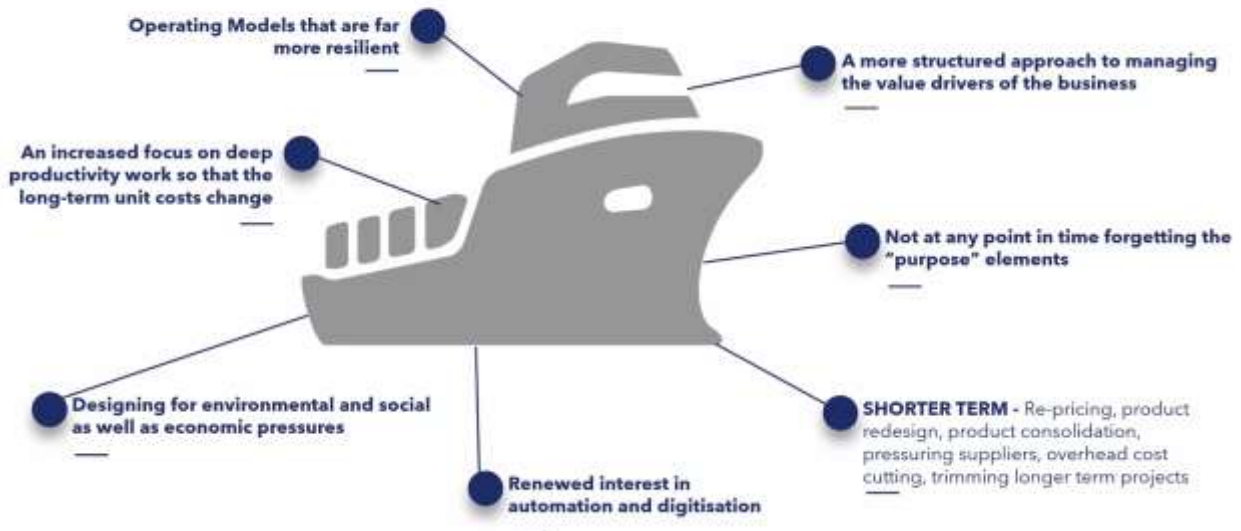 Operating Models that are far
more resilient
A more structured approach to managing
the value drivers of the business
An increased focus on deep
productivity work so that the
long-term unit costs change
Not at any point in time forgetting the
“purpose” elements
Designing for environmental and social
as well as economic pressures
SHORTER TERM - Re-pricing, product
redesign, product consolidation,
pressuring suppliers, overhead cost
cutting, trimming longer term projects
Renewed interest in
automation and digitisation